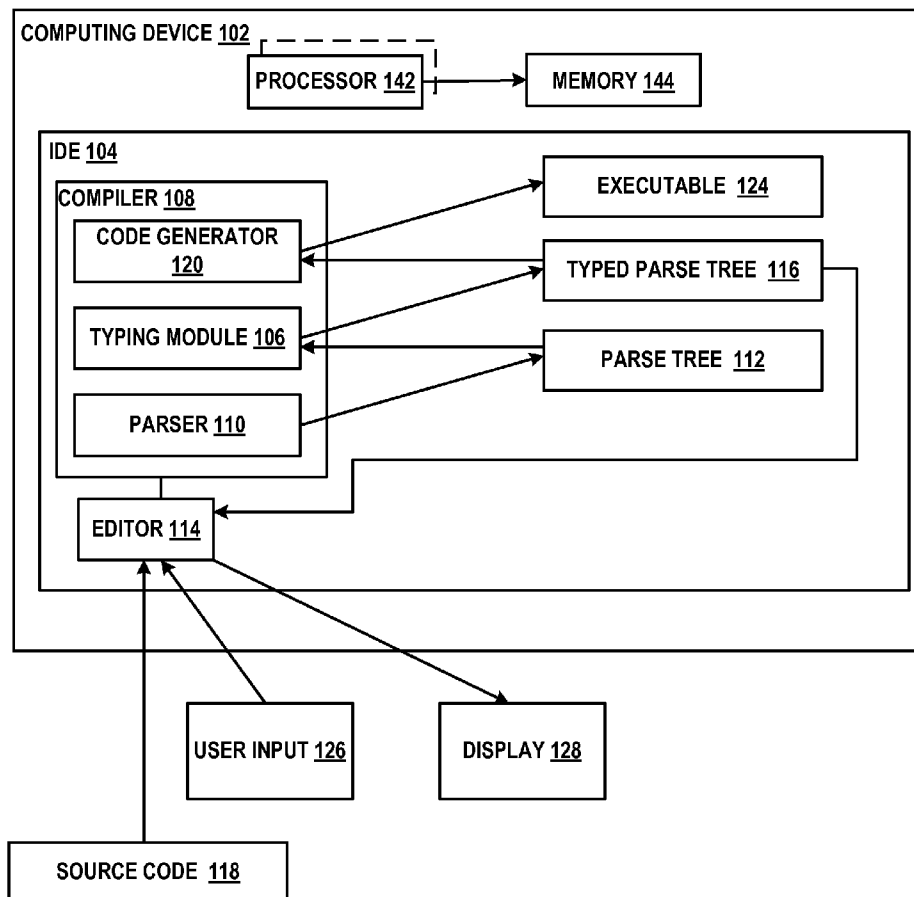 COMPUTING DEVICE 102
PROCESSOR 142
MEMORY 144
IDE 104
COMPILER 108
EXECUTABLE 124
CODE GENERATOR
120
TYPED PARSE TREE 116
TYPING MODULE 106
PARSE TREE 112
PARSER 110
EDITOR 114
USER INPUT 126
DISPLAY 128
SOURCE CODE 118